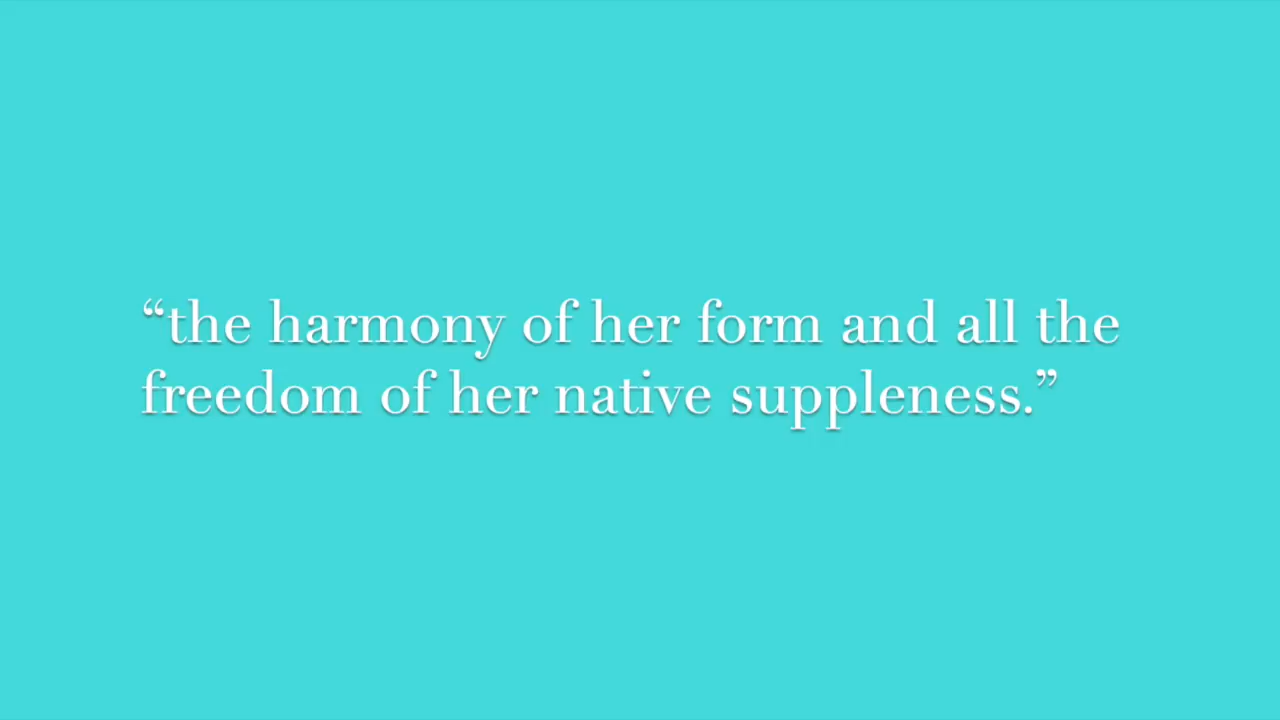 “the harmony of her form and all the
freedom of her native suppleness.”